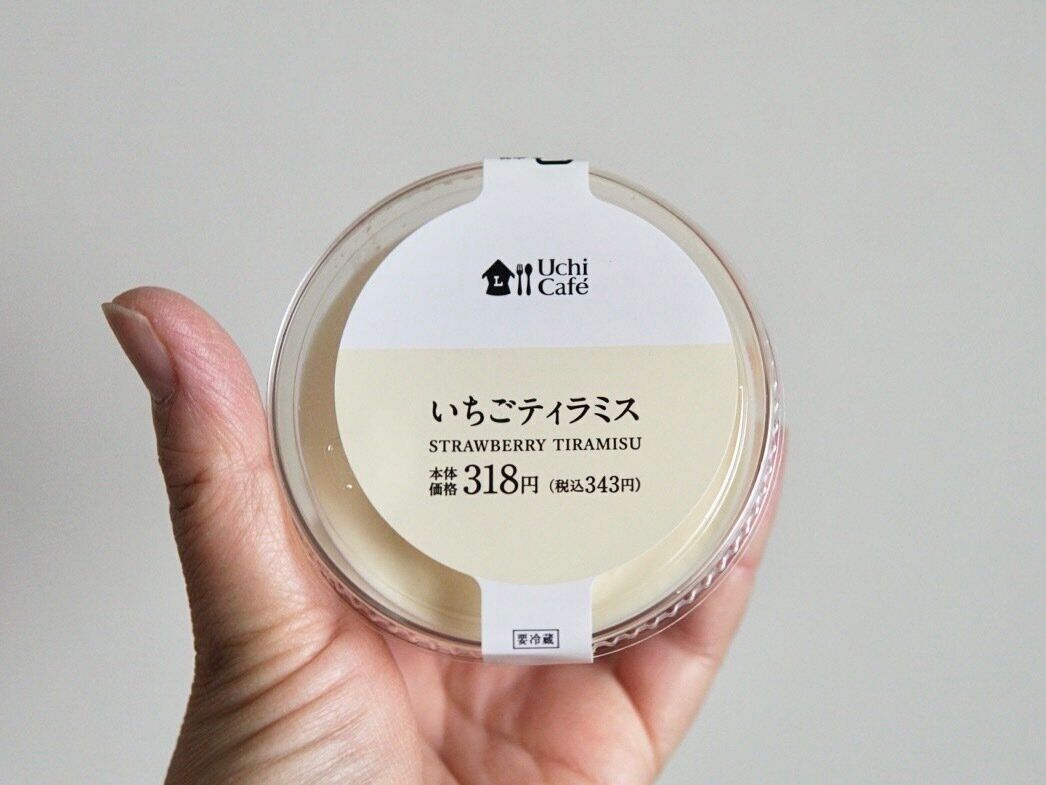 L
Uchi
Café
いちごティラミス
STRAWBERRY TIRAMISU
本体価格 318円 (税込343円)
要冷蔵